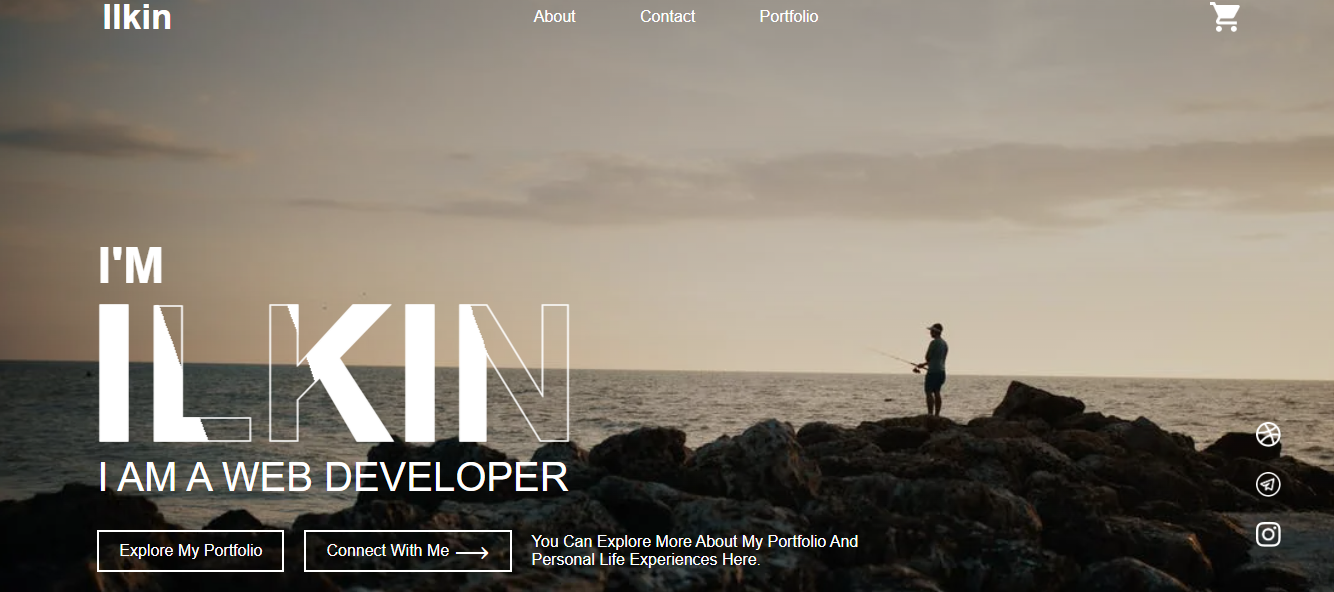 Ilkin
About Contact Portfolio
I'M
ILKIN
I AM A WEB DEVELOPER
Explore My Portfolio
Connect With Me
You Can Explore More About My Portfolio And
Personal Life Experiences Here.